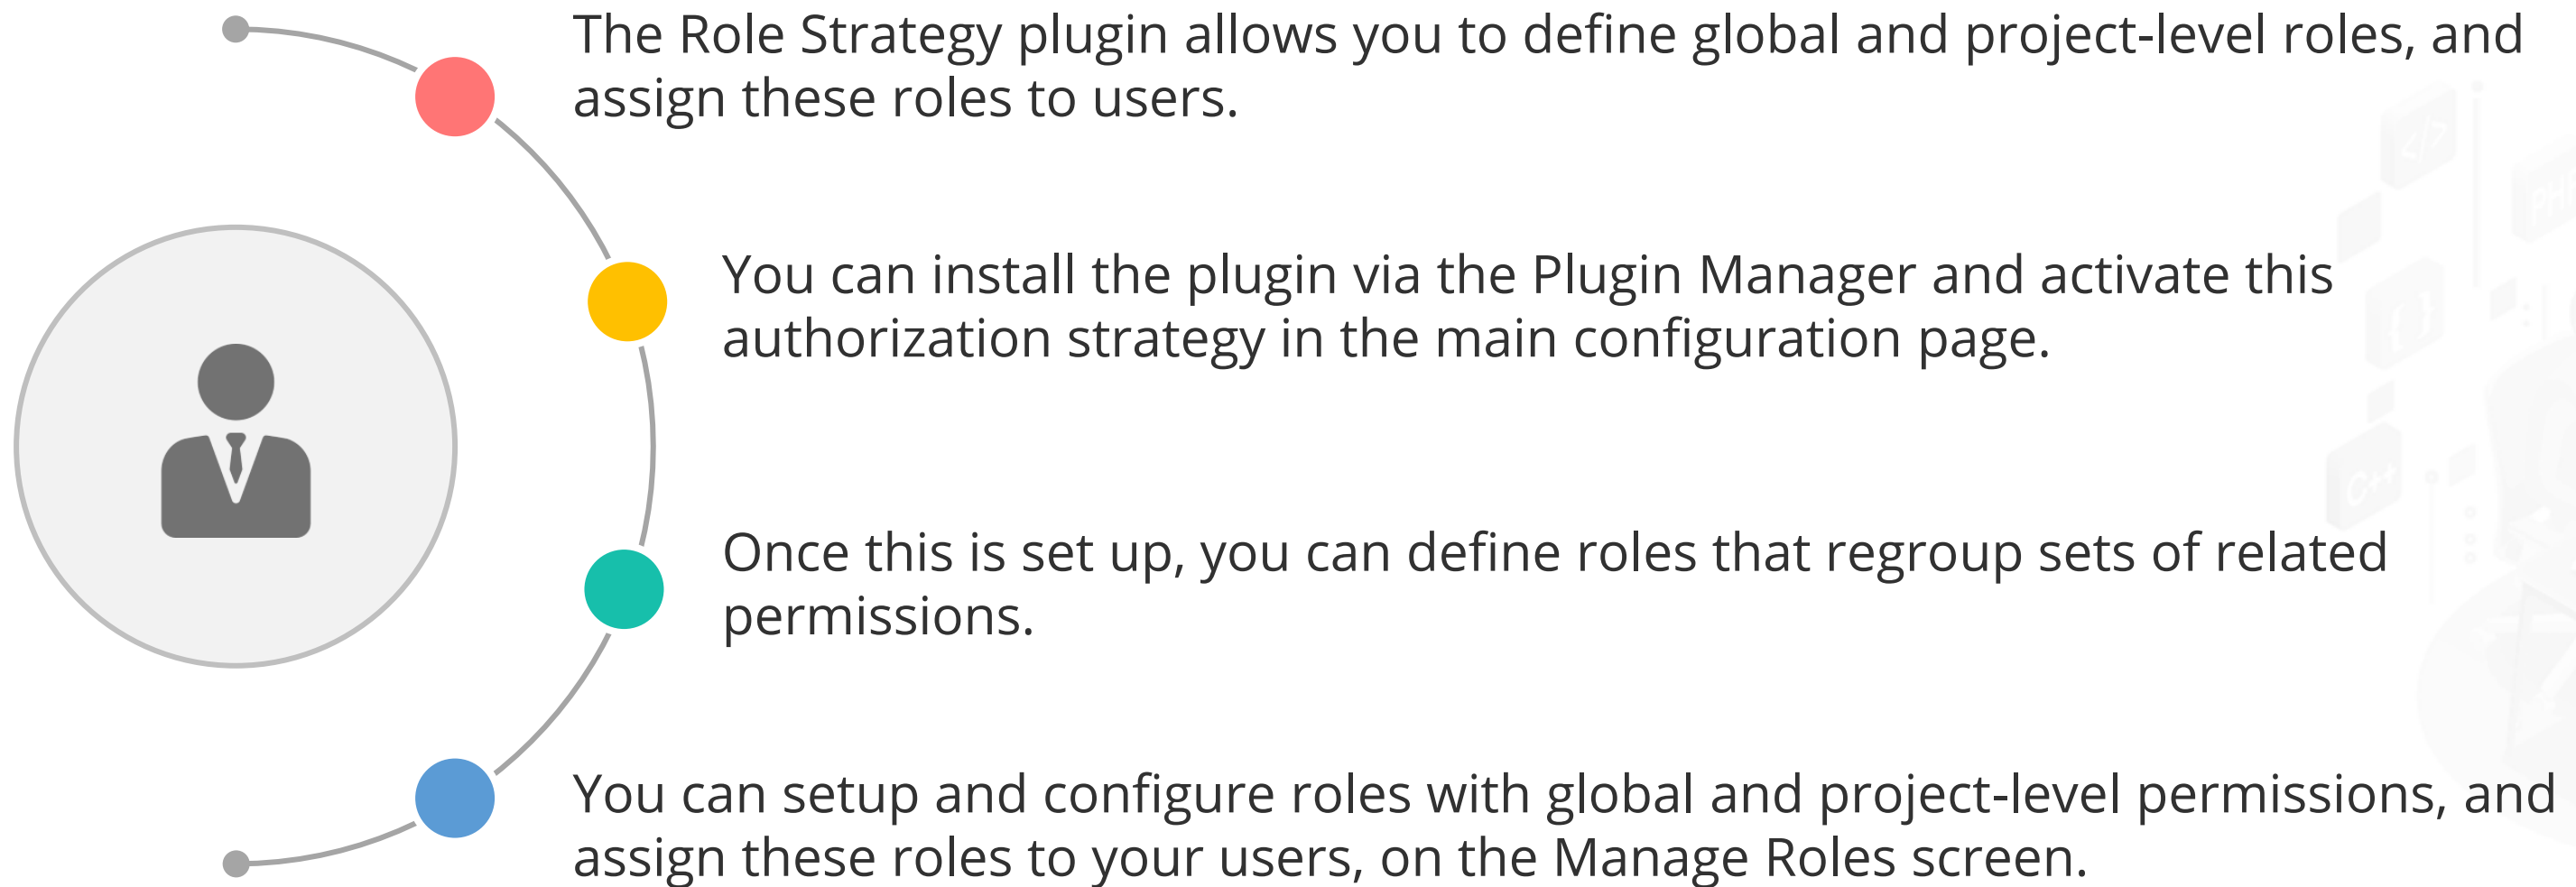 The Role Strategy plugin allows you to define global and project-level roles, and
assign these roles to users.
</>
You can install the plugin via the Plugin Manager and activate this
authorization strategy in the main configuration page.
{ }
C++
Once this is set up, you can define roles that regroup sets of related
permissions.
You can setup and configure roles with global and project-level permissions, and
assign these roles to your users, on the Manage Roles screen.